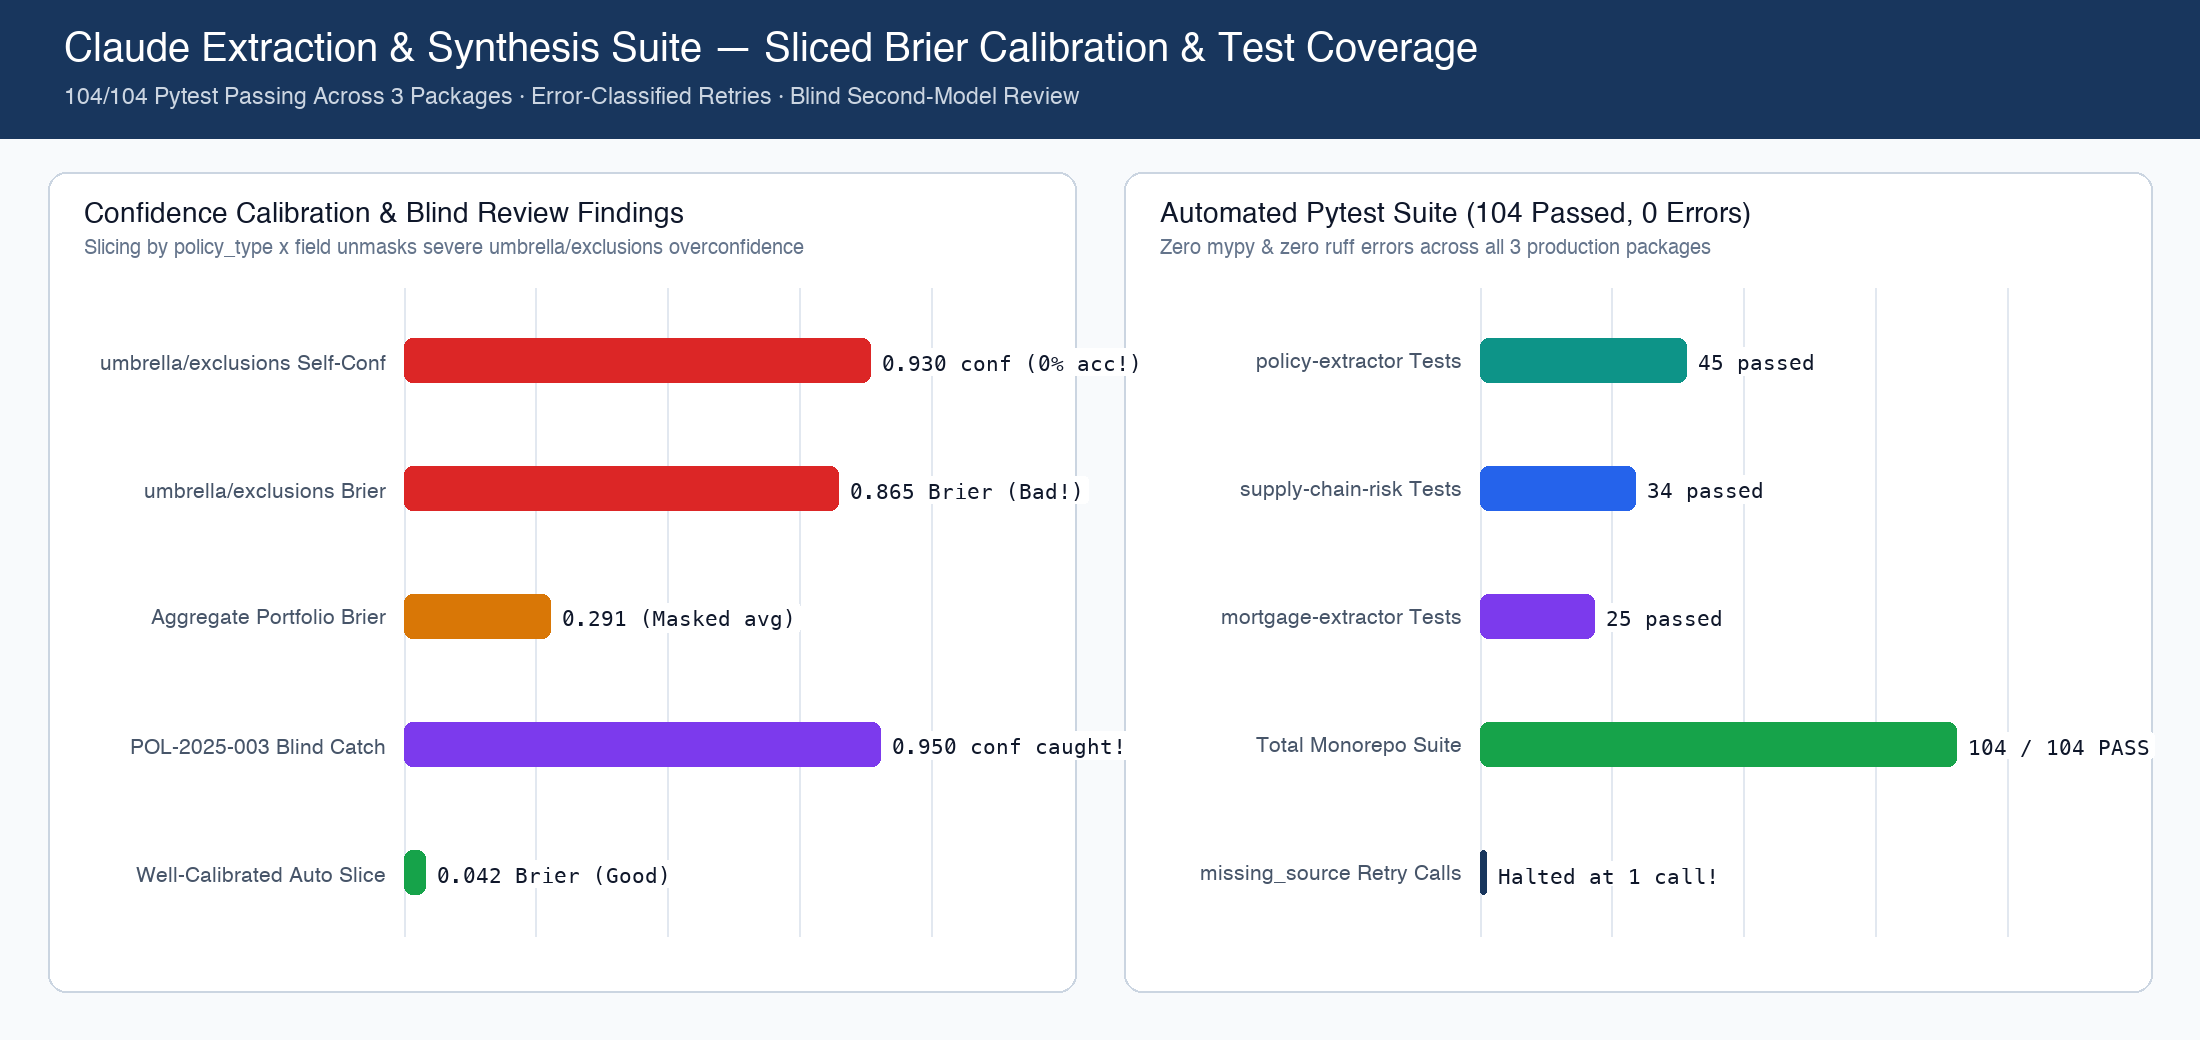 Claude Extraction & Synthesis Suite — Sliced Brier Calibration & Test Coverage
104/104 Pytest Passing Across 3 Packages · Error-Classified Retries · Blind Second-Model Review
Confidence Calibration & Blind Review Findings
Slicing by policy_type x field unmasks severe umbrella/exclusions overconfidence
umbrella/exclusions Self-Conf 0.930 conf (0% acc!)
umbrella/exclusions Brier 0.865 Brier (Bad!)
Aggregate Portfolio Brier 0.291 (Masked avg)
POL-2025-003 Blind Catch 0.950 conf caught!
Well-Calibrated Auto Slice 0.042 Brier (Good)
Automated Pytest Suite (104 Passed, 0 Errors)
Zero mypy & zero ruff errors across all 3 production packages
policy-extractor Tests 45 passed
supply-chain-risk Tests 34 passed
mortgage-extractor Tests 25 passed
Total Monorepo Suite 104 / 104 PASS
missing_source Retry Calls Halted at 1 call!